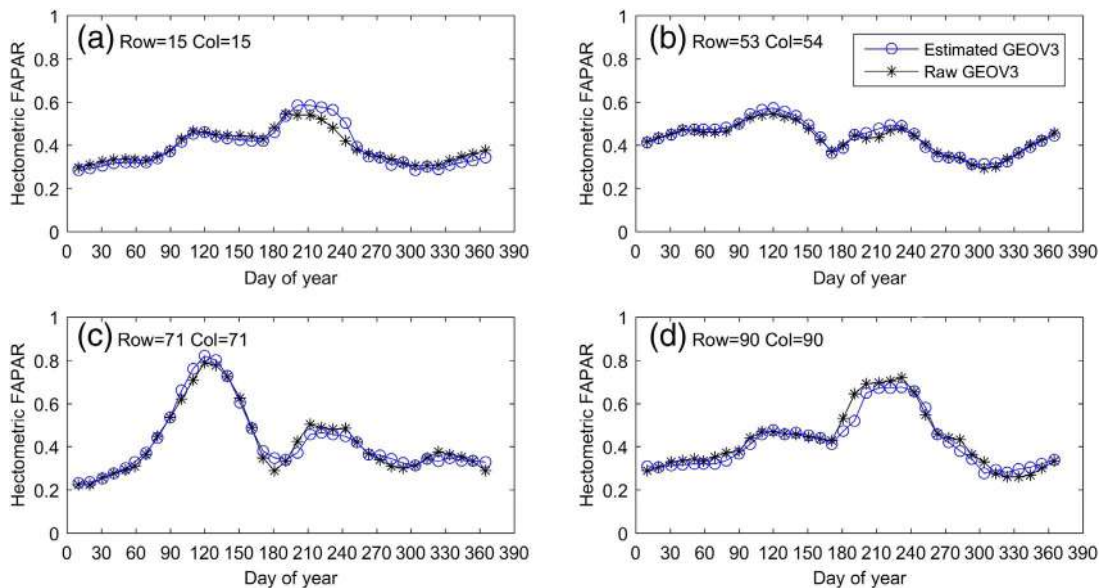 (a) Row=15 Col=15
1
0.8
0.6
0.4
0.2
0
Hectometric FAPAR
0 30 60 90 120 150 180 210 240 270 300 330 360 390
Day of year
(b) Row=53 Col=54
Estimated GEOV3
Raw GEOV3
1
0.8
0.6
0.4
0.2
0
Hectometric FAPAR
0 30 60 90 120 150 180 210 240 270 300 330 360 390
Day of year
(c) Row=71 Col=71
1
0.8
0.6
0.4
0.2
0
Hectometric FAPAR
0 30 60 90 120 150 180 210 240 270 300 330 360 390
Day of year
(d) Row=90 Col=90
1
0.8
0.6
0.4
0.2
0
Hectometric FAPAR
0 30 60 90 120 150 180 210 240 270 300 330 360 390
Day of year